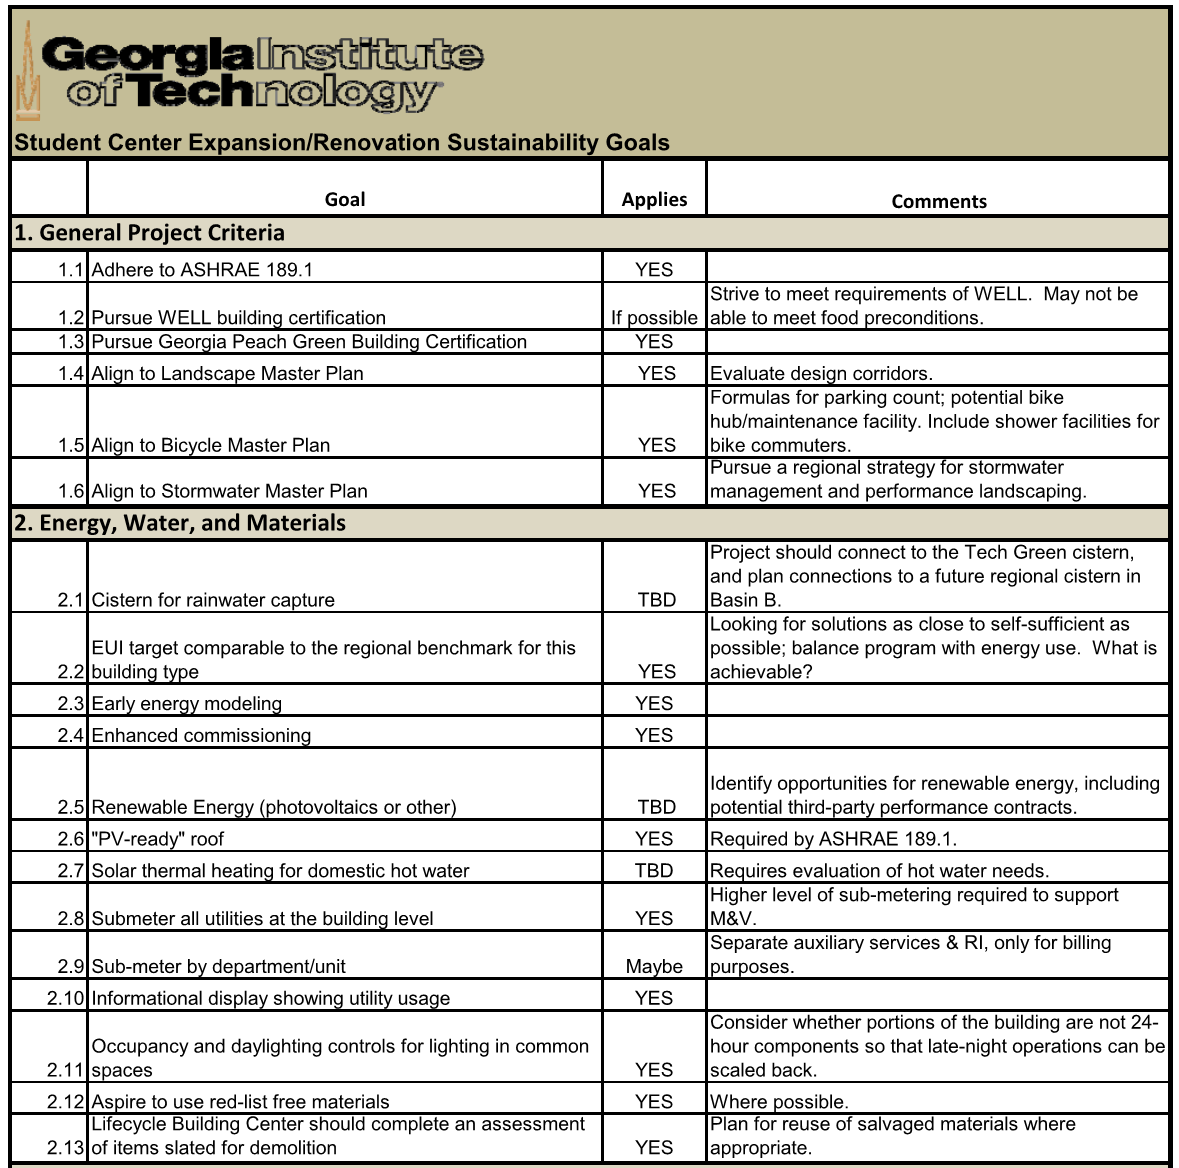 Georgia Institute
of Technology
Student Center Expansion/Renovation Sustainability Goals
Goal Applies Comments
1. General Project Criteria
1.1 Adhere to ASHRAE 189.1 YES
Strive to meet requirements of WELL.  May not be
1.2 Pursue WELL building certification If possible able to meet food preconditions.
1.3 Pursue Georgia Peach Green Building Certification YES
1.4 Align to Landscape Master Plan YES Evaluate design corridors.
Formulas for parking count; potential bike
hub/maintenance facility. Include shower facilities for
1.5 Align to Bicycle Master Plan YES bike commuters.
Pursue a regional strategy for stormwater
1.6 Align to Stormwater Master Plan YES management and performance landscaping.
2. Energy, Water, and Materials
Project should connect to the Tech Green cistern,
and plan connections to a future regional cistern in
2.1 Cistern for rainwater capture TBD Basin B.
Looking for solutions as close to self-sufficient as
EUI target comparable to the regional benchmark for this possible; balance program with energy use.  What is
2.2 building type YES achievable?
2.3 Early energy modeling YES
2.4 Enhanced commissioning YES
Identify opportunities for renewable energy, including
2.5 Renewable Energy (photovoltaics or other) TBD potential third-party performance contracts.
2.6 "PV-ready" roof YES Required by ASHRAE 189.1.
2.7 Solar thermal heating for domestic hot water TBD Requires evaluation of hot water needs.
Higher level of sub-metering required to support
2.8 Submeter all utilities at the building level YES M&V.
Separate auxiliary services & RI, only for billing
2.9 Sub-meter by department/unit Maybe purposes.
2.10 Informational display showing utility usage YES
Consider whether portions of the building are not 24-
Occupancy and daylighting controls for lighting in common hour components so that late-night operations can be
2.11 spaces YES scaled back.
2.12 Aspire to use red-list free materials YES Where possible.
Lifecycle Building Center should complete an assessment Plan for reuse of salvaged materials where
2.13 of items slated for demolition YES appropriate.